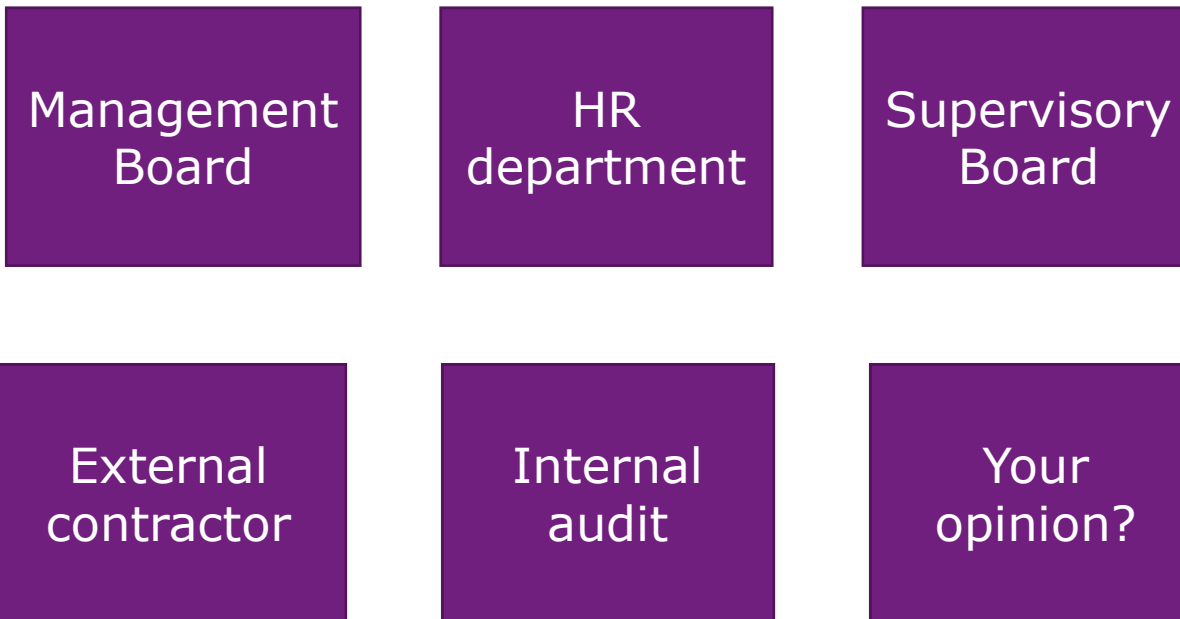 Management
Board
HR
department
Supervisory
Board
External
contractor
Internal
audit
Your
opinion?